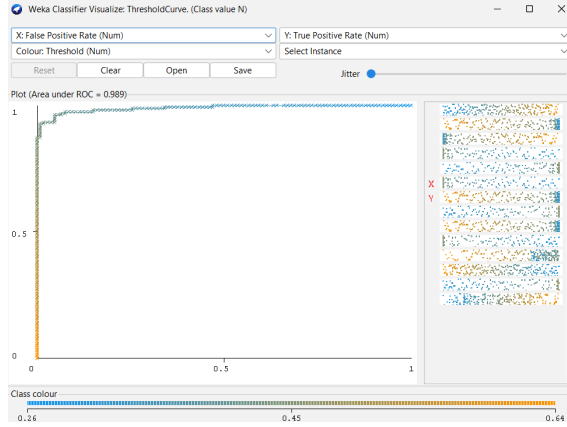 Weka Classifier Visualize: ThresholdCurve. (Class value N)
X: False Positive Rate (Num)
Y: True Positive Rate (Num)
Colour: Threshold (Num)
Select Instance
Reset
Clear
Open
Save
Jitter
Plot (Area under ROC = 0.989)
1
0.5
0
0
0.5
1
X
Y
Class colour
0.26
0.45
0.64